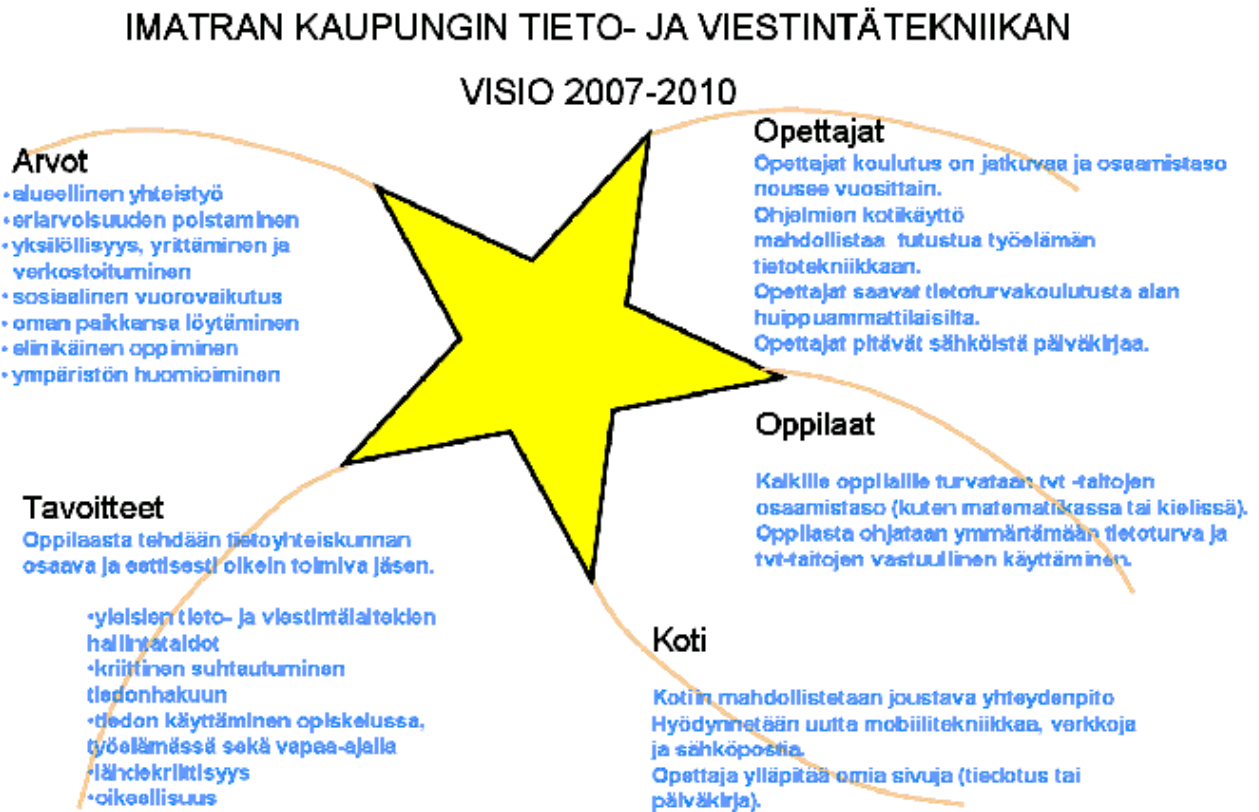 IMATRAN KAUPUNGIN TIETO- JA VIESTINTÄTEKNIIKAN
VISIO 2007-2010
Arvot
•alueellinen yhteistyö
•eriarvoisuuden poistaminen
•yksilöllisyys, yrittäminen ja
verkostoituminen
•sosiaalinen vuorovaikutus
•oman paikkansa löytäminen
•elinikäinen oppiminen
•ympäristön huomioiminen
Opettajat
Opettajat koulutus on jatkuvaa ja osaamistaso
nousee vuosittain.
Ohjelmien kotikäyttö
mahdollistaa tutustua työelämän
tietotekniikkaan.
Opettajat saavat tietoturvakoulutusta alan
huippuammattilaisilta.
Opettajat pitävät sähköistä päiväkirjaa.
Oppilaat
Kaikille oppilaille turvataan tvt -taitojen
osaamistaso (kuten matematiikassa tai kielissä).
Oppilasta ohjataan ymmärtämään tietoturva ja
tvt-taitojen vastuullinen käyttäminen.
Tavoitteet
Oppilaasta tehdään tietoyhteiskunnan
osaava ja eettisesti oikein toimiva jäsen.
•yleisien tieto- ja viestintälaitekien
hallintataidot
•kriittinen suhtautuminen
tiedonhakuun
•tiedon käyttäminen opiskelussa,
työelämässä sekä vapaa-ajalla
•lähdekriittisyys
•oikeellisuus
Koti
Kotiin mahdollistetaan joustava yhteydenpito
Hyödynnetään uutta mobiilitekniikkaa, verkkoja
ja sähköpostia.
Opettaja ylläpitää omia sivuja (tiedotus tai
päiväkirja).